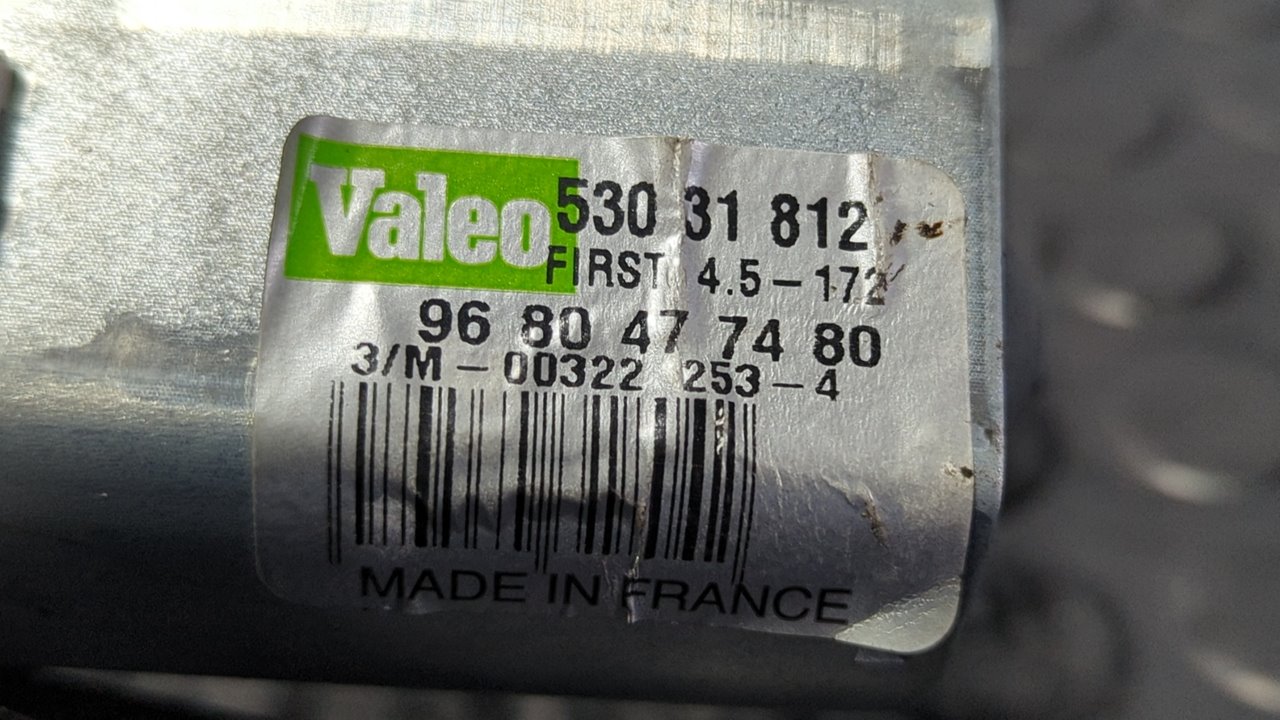 Valeo 530 31 812
FIRST 4.5-172
96 80 47 74 80
3/M-00322 253-4
MADE IN FRANCE